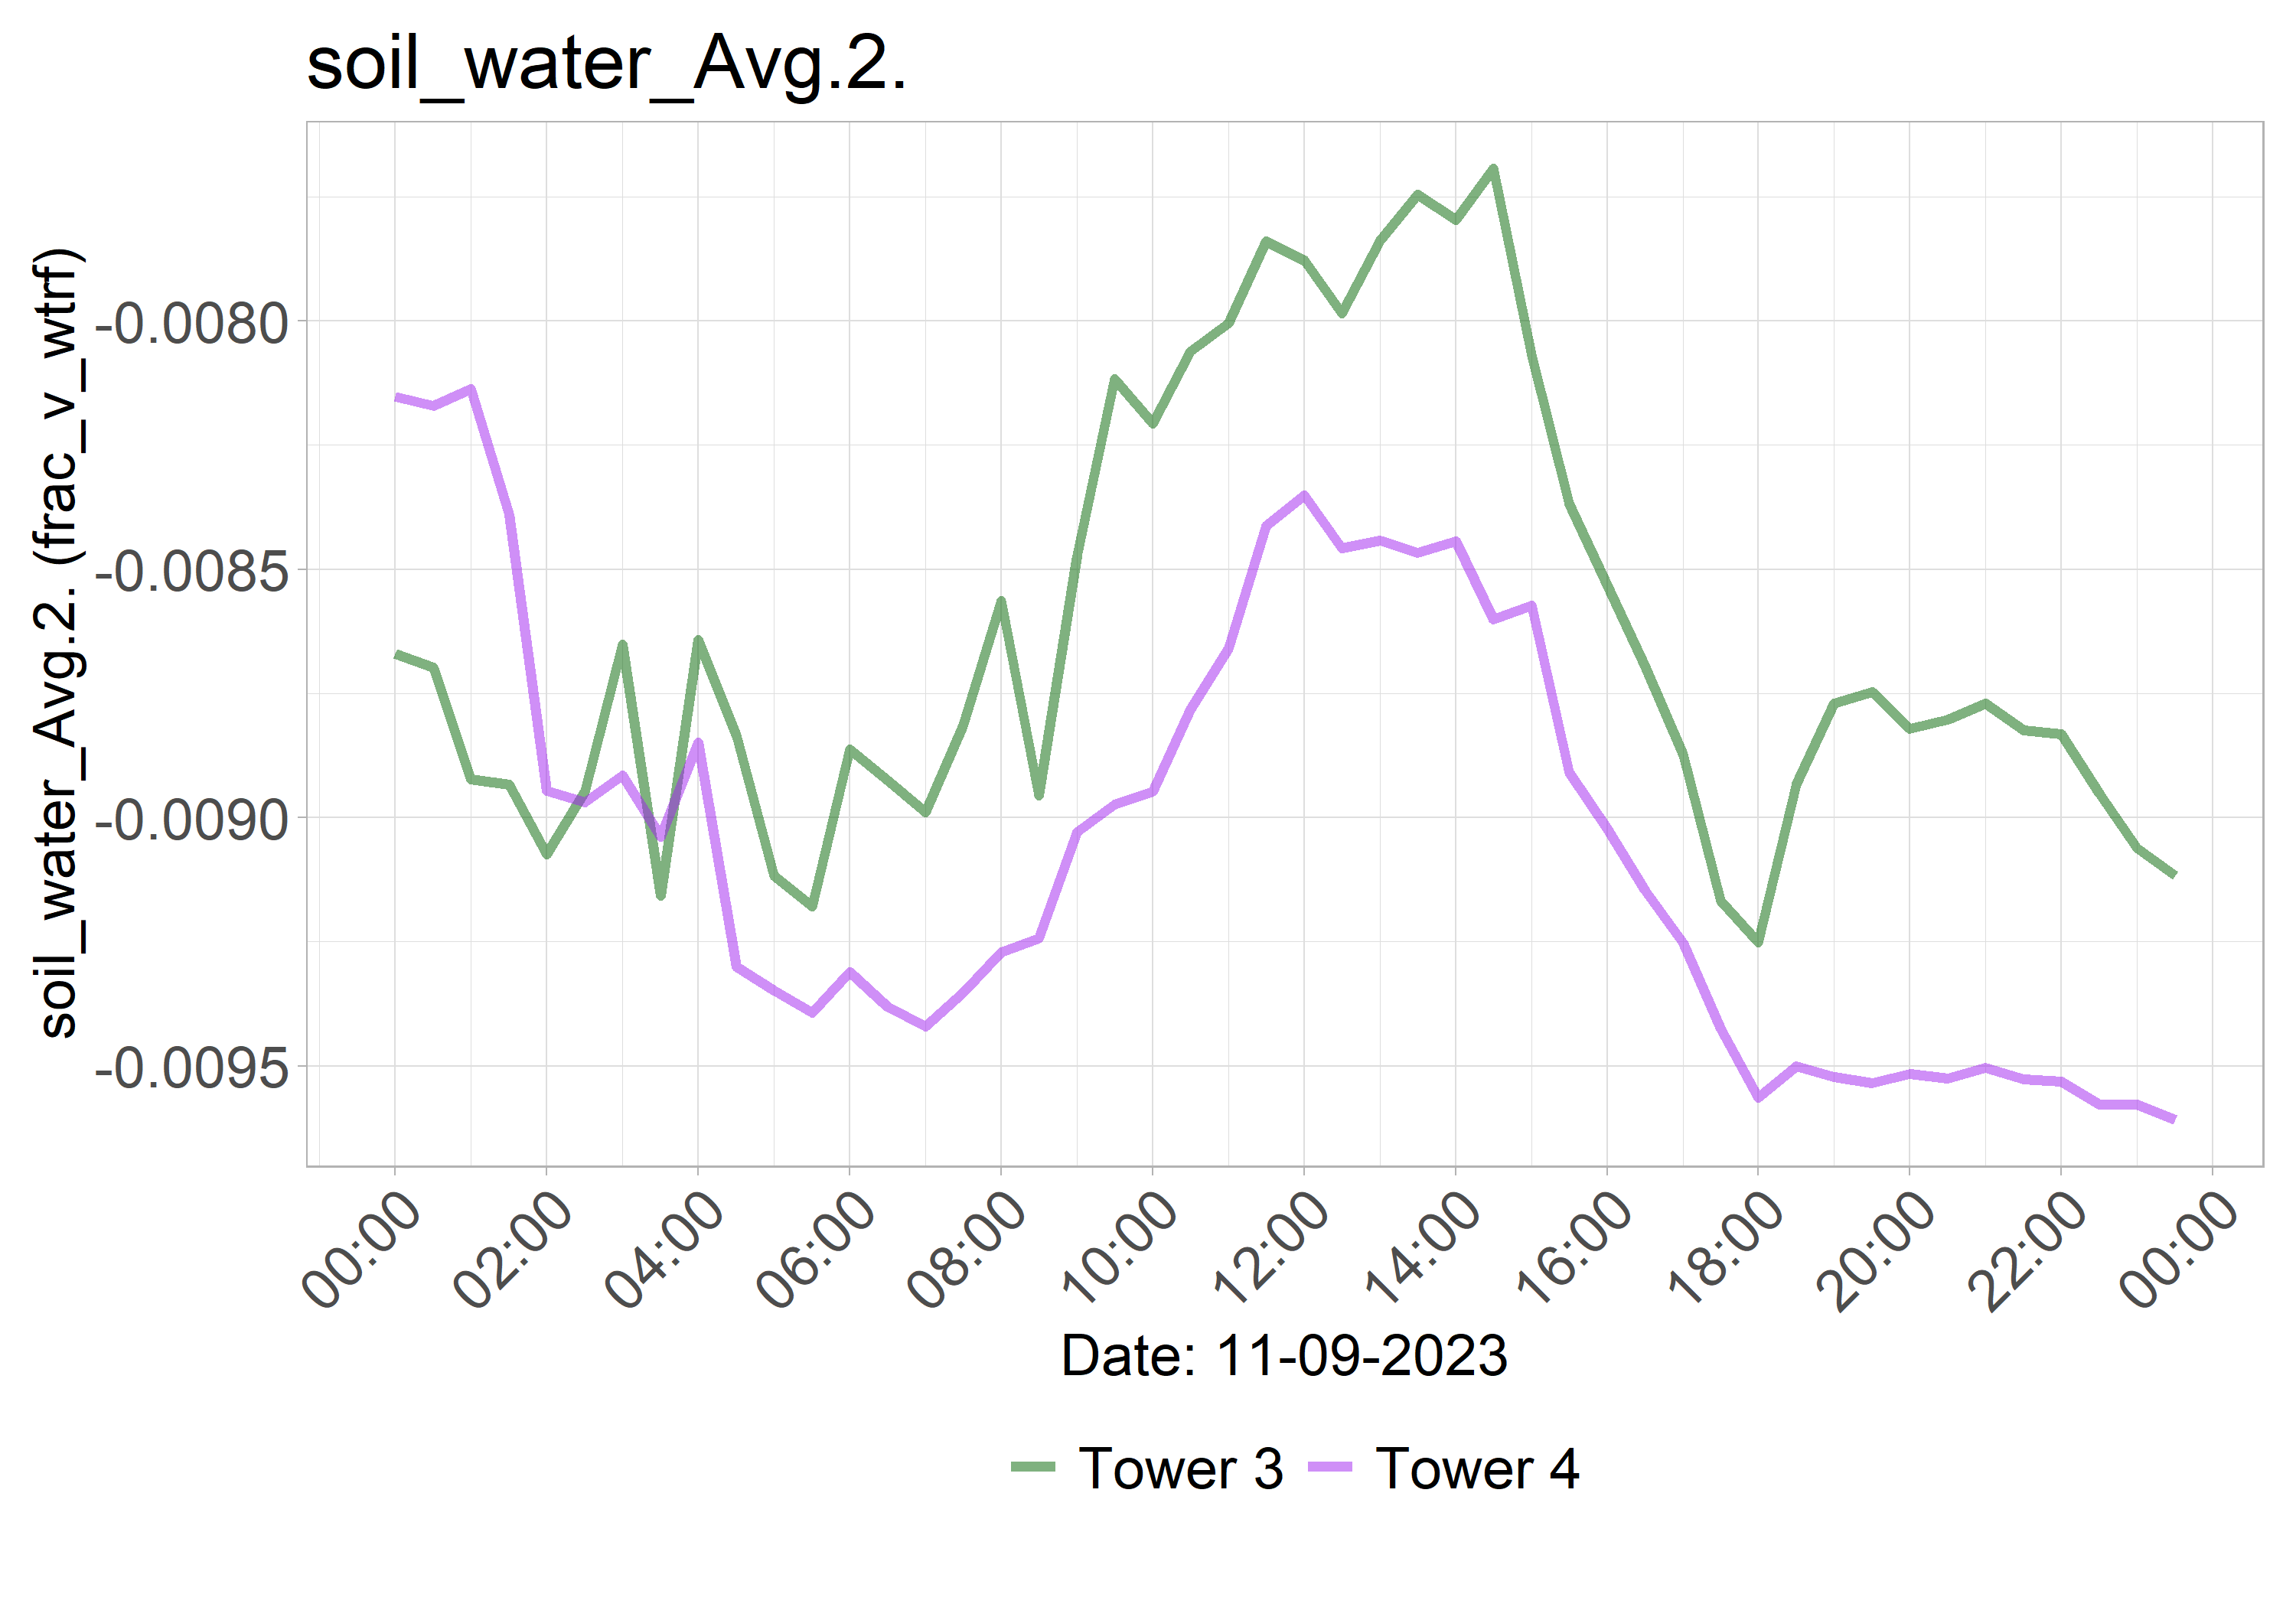 soil_water_Avg.2.
soil_water_Avg.2. (frac_v_wtrf)
-0.0080
-0.0085
-0.0090
-0.0095
00:00 02:00 04:00 06:00 08:00 10:00 12:00 14:00 16:00 18:00 20:00 22:00 00:00
Date: 11-09-2023
Tower 3 Tower 4